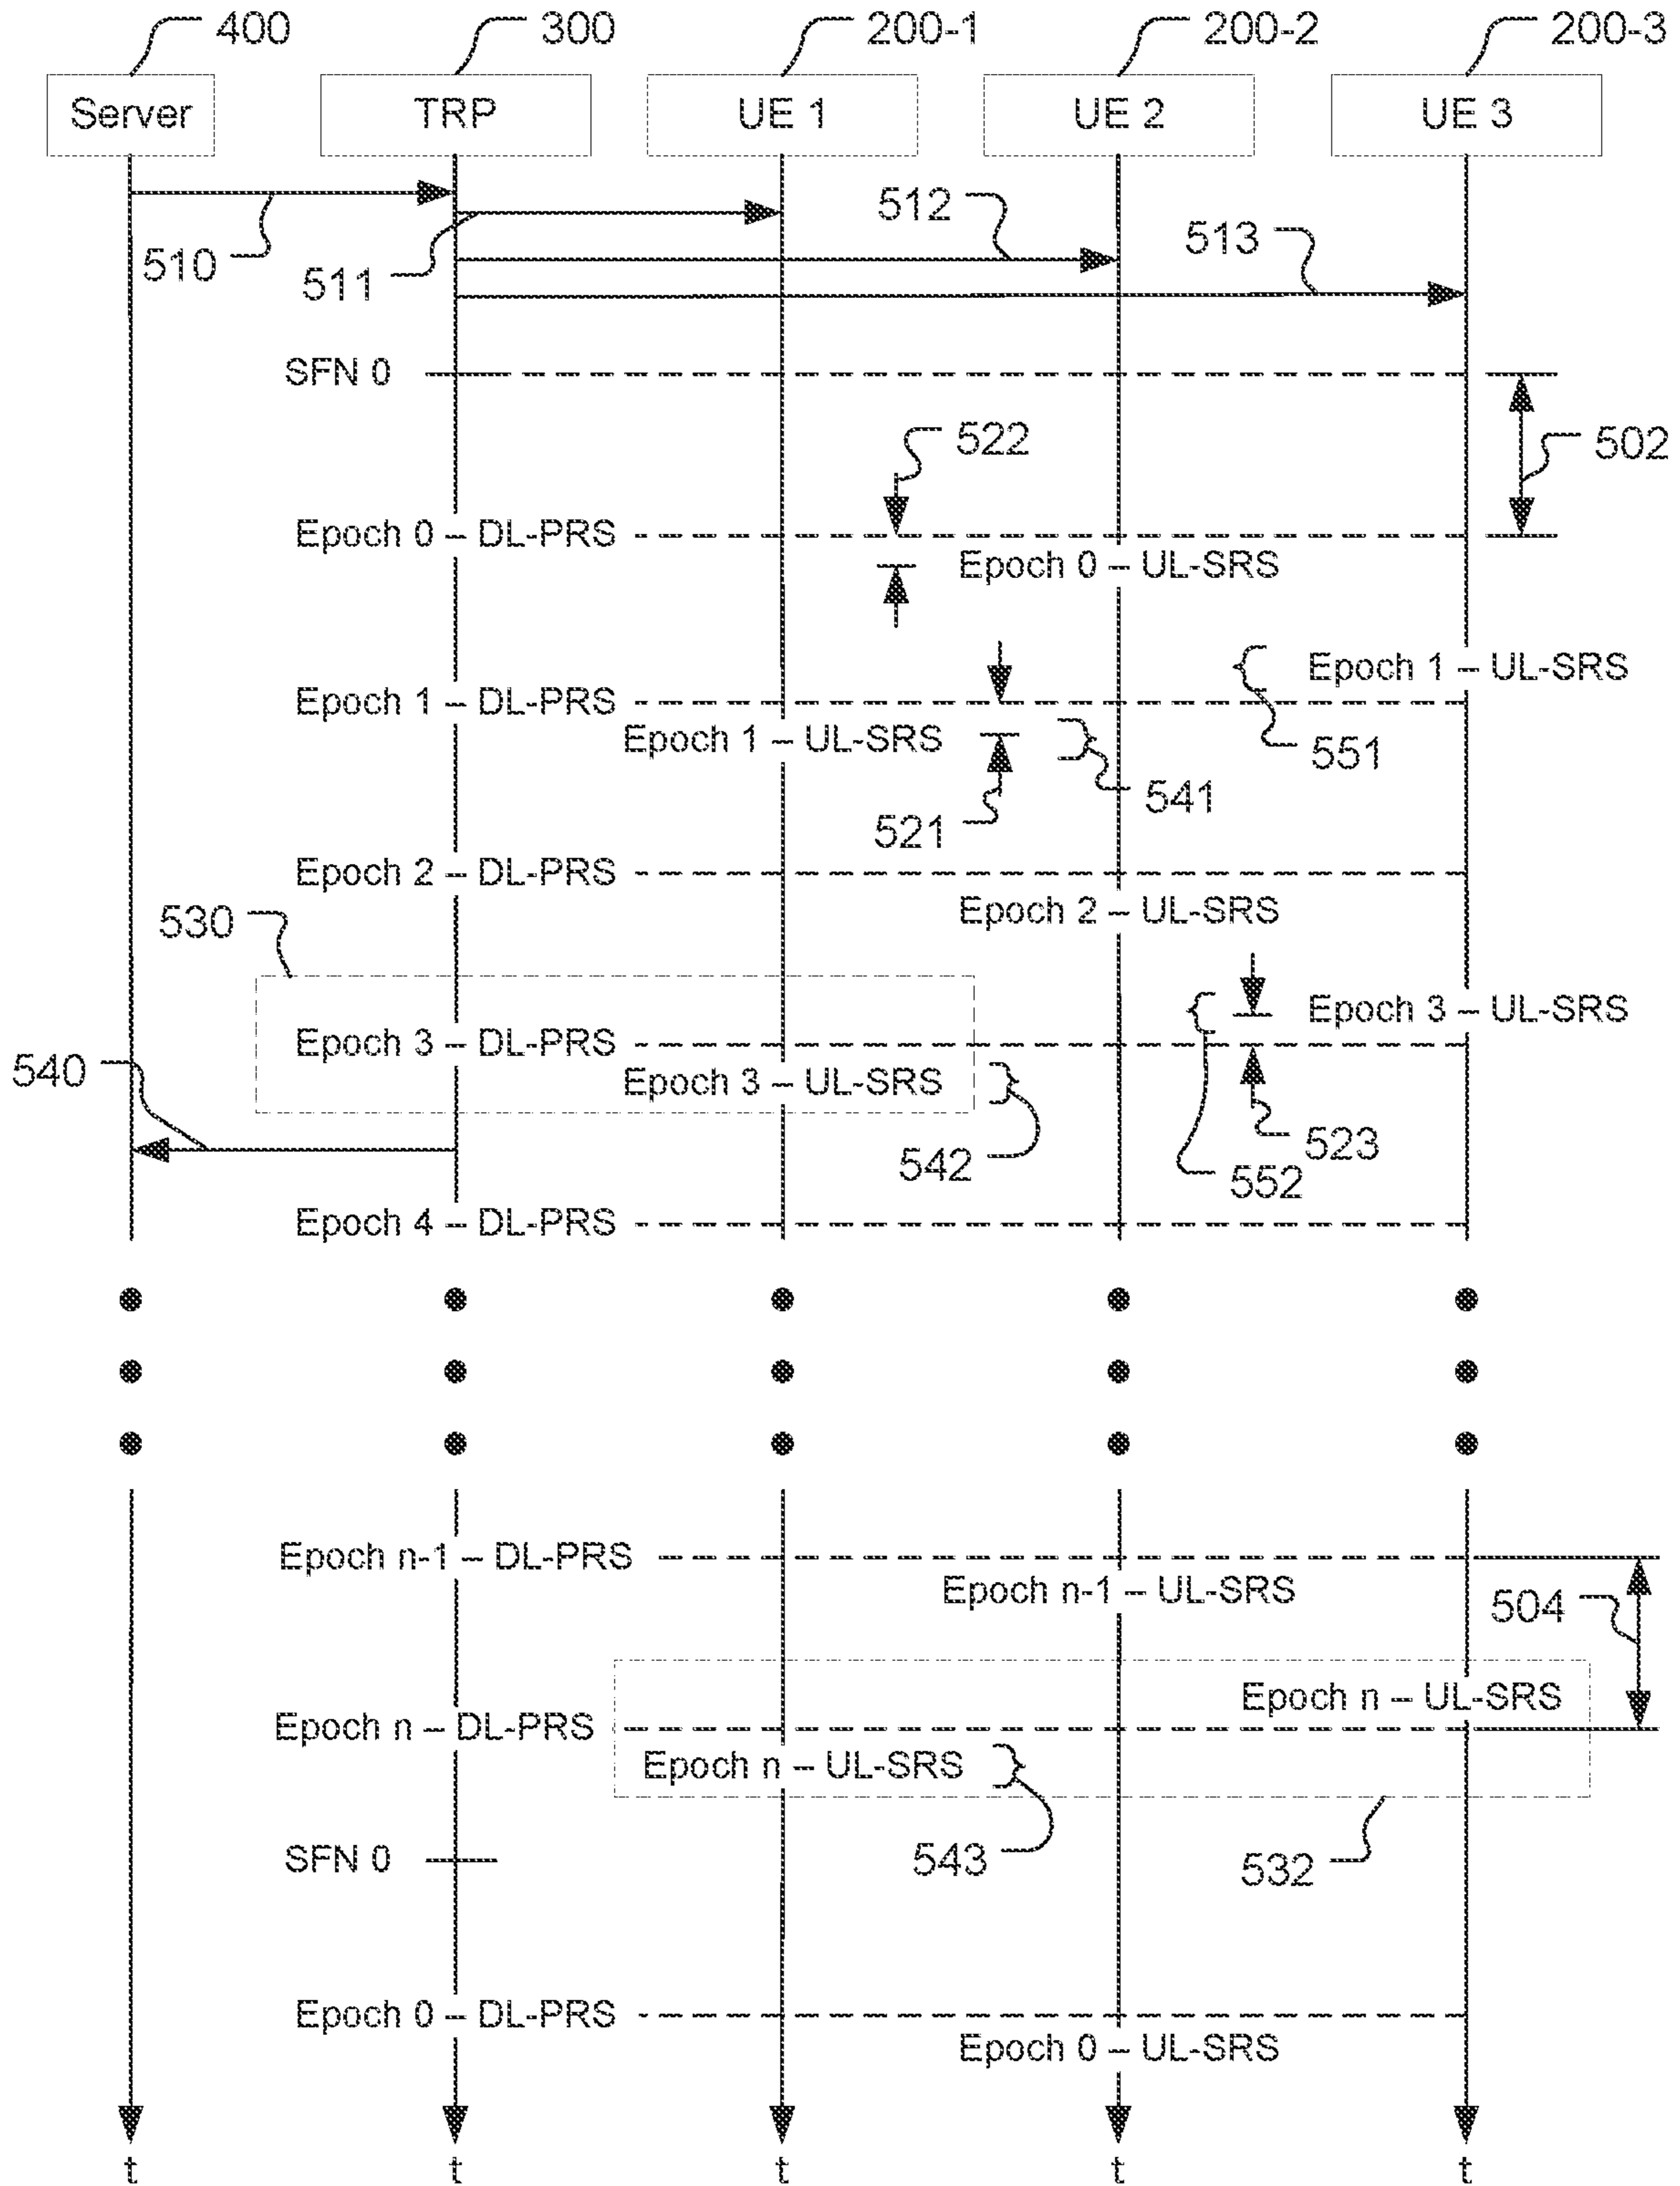 400 300 200-1 200-2 200-3
Server TRP UE 1 UE 2 UE 3
512
513
510
511
SFN 0
522
502
Epoch 0 – DL-PRS
Epoch 0 – UL-SRS
Epoch 1 – UL-SRS
Epoch 1 – DL-PRS
Epoch 1 – UL-SRS
551
541
521
Epoch 2 – DL-PRS
Epoch 2 – UL-SRS
530
Epoch 3 – UL-SRS
Epoch 3 – DL-PRS
540
Epoch 3 – UL-SRS
523
542
552
Epoch 4 – DL-PRS
Epoch n-1 – DL-PRS
Epoch n-1 – UL-SRS
504
Epoch n – UL-SRS
Epoch n – DL-PRS
Epoch n – UL-SRS
SFN 0
543
532
Epoch 0 – DL-PRS
Epoch 0 – UL-SRS
t t t t t